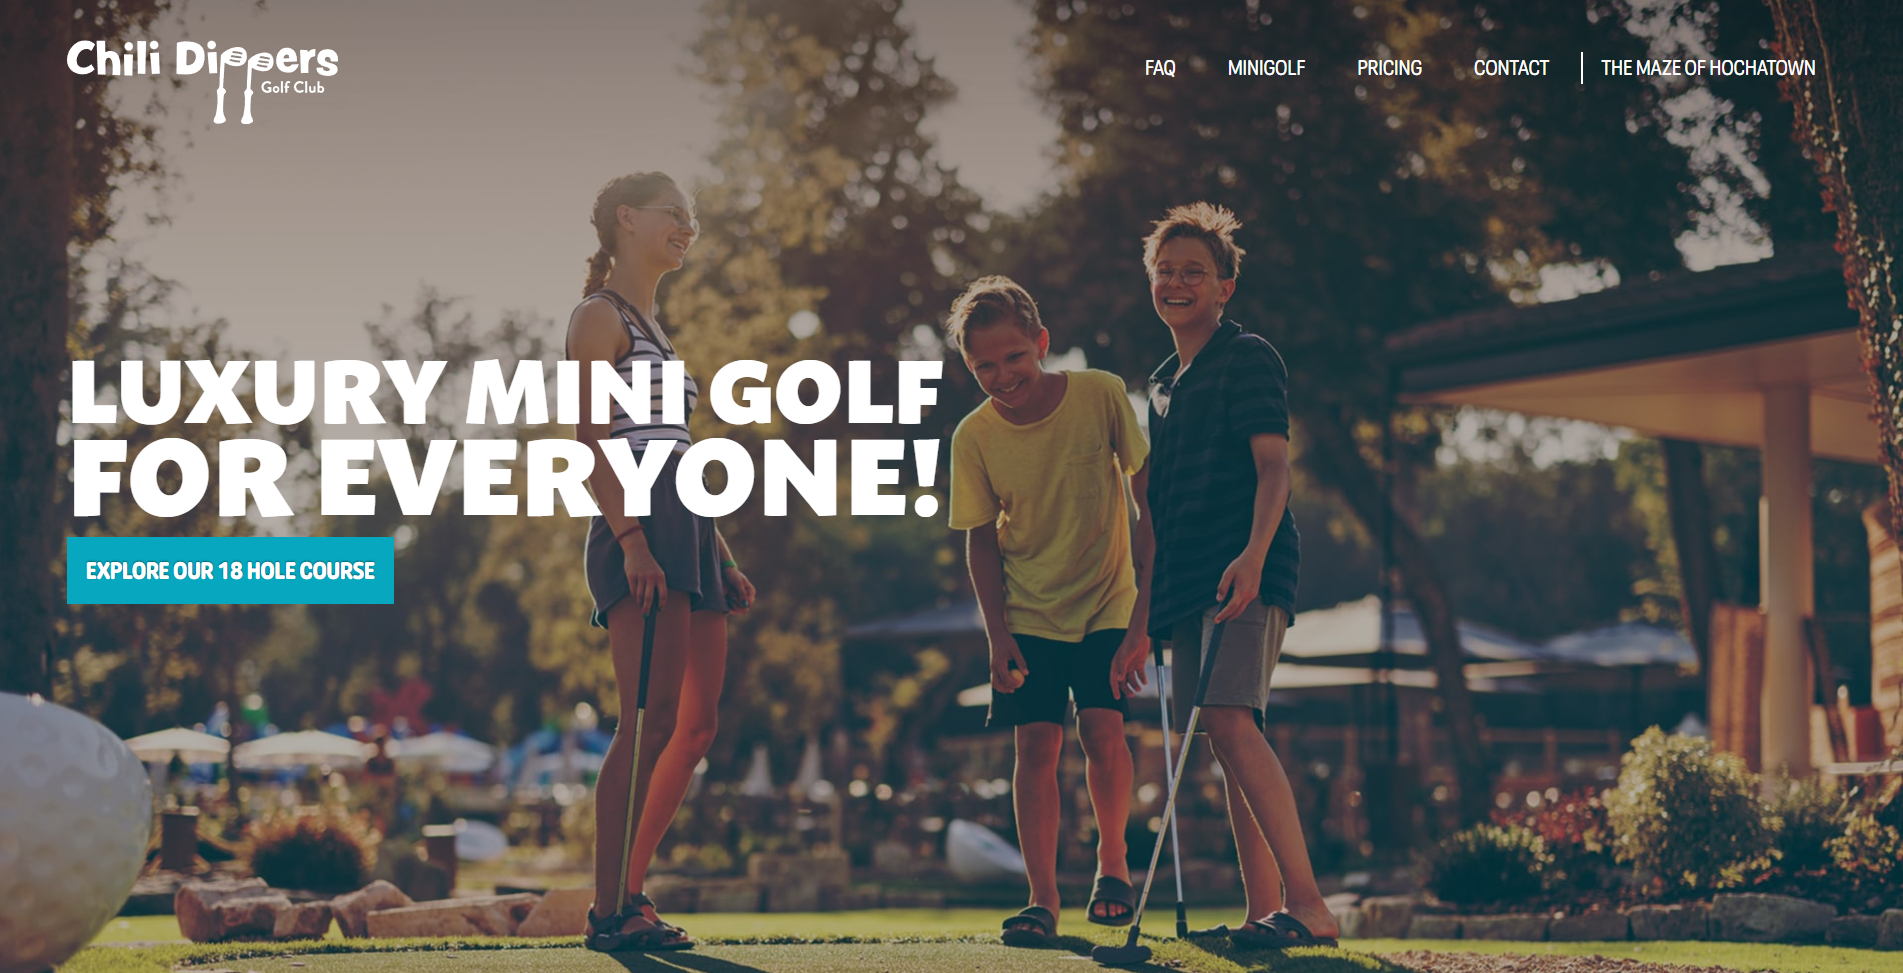 Chili Dippers
Golf Club
FAQ
MINIGOLF
PRICING
CONTACT
THE MAZE OF HOCHATOWN
LUXURY MINI GOLF
FOR EVERYONE!
EXPLORE OUR 18 HOLE COURSE